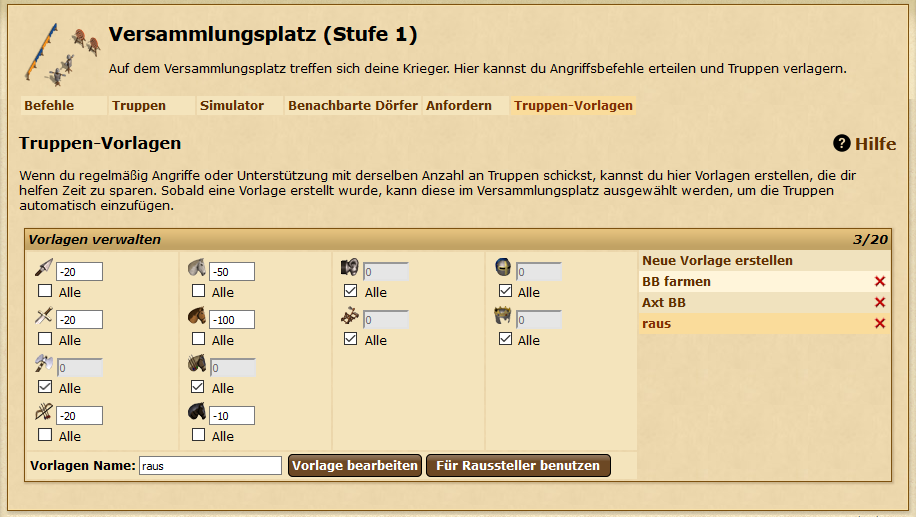 Versammlungsplatz (Stufe 1)
Auf dem Versammlungsplatz treffen sich deine Krieger. Hier kannst du Angriffsbefehle erteilen und Truppen verlagern.
Befehle Truppen Simulator Benachbarte Dörfer Anfordern Truppen-Vorlagen
Truppen-Vorlagen
? Hilfe
Wenn du regelmäßig Angriffe oder Unterstützung mit derselben Anzahl an Truppen schickst, kannst du hier Vorlagen erstellen, die dir
helfen Zeit zu sparen. Sobald eine Vorlage erstellt wurde, kann diese im Versammlungsplatz ausgewählt werden, um die Truppen
automatisch einzufügen.
Vorlagen verwalten 3/20
-20 -50 0 0
Alle Alle Alle Alle
-20 -100 0 0
Alle Alle Alle Alle
0 0
Alle Alle
-20 -10
Alle Alle
Neue Vorlage erstellen
BB farmen
Axt BB
raus
Vorlagen Name: raus Vorlage bearbeiten Für Raussteller benutzen